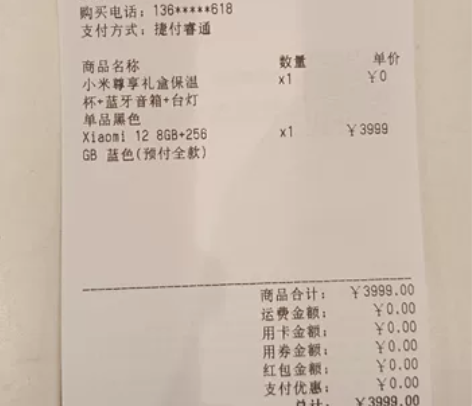 购买电话：136*****618
支付方式：捷付睿通
商品名称 数量 单价
小米尊享礼盒保温 x1 ￥0
杯+蓝牙音箱+台灯
单品黑色
Xiaomi 12 8GB+256 x1 ￥3999
GB 蓝色(预付全款)
商品合计： ￥3999.00
运费金额： ￥0.00
用卡金额： ￥0.00
用券金额： ￥0.00
红包金额： ￥0.00
支付优惠： ￥0.00
总计： ￥3999.00